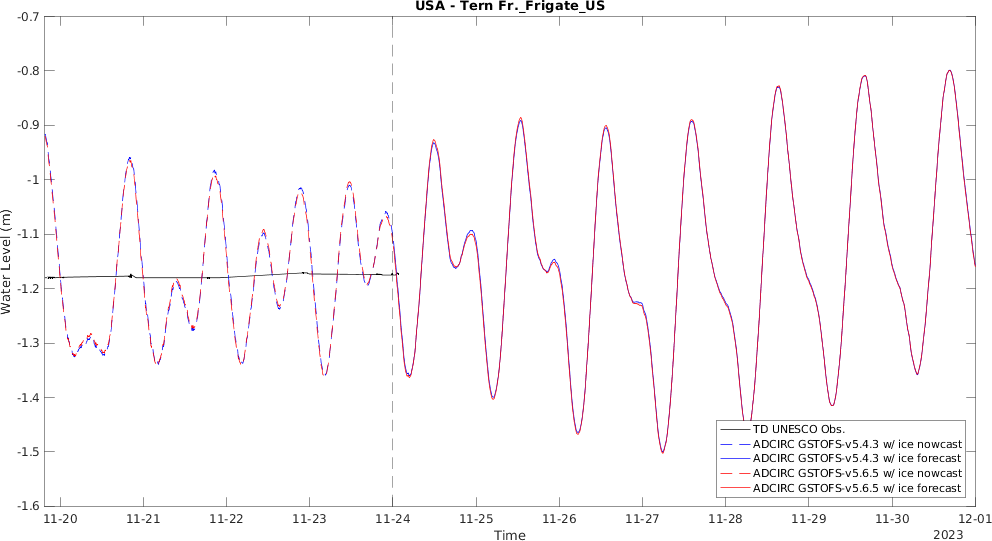 USA - Tern Fr._Frigate_US
-0.7
-0.8
-0.9
-1
-1.1
-1.2
-1.3
-1.4
-1.5
-1.6
Water Level (m)
TD UNESCO Obs.
ADCIRC GSTOFS-v5.4.3 w/ ice nowcast
ADCIRC GSTOFS-v5.4.3 w/ ice forecast
ADCIRC GSTOFS-v5.6.5 w/ ice nowcast
ADCIRC GSTOFS-v5.6.5 w/ ice forecast
11-20 11-21 11-22 11-23 11-24 11-25 11-26 11-27 11-28 11-29 11-30 12-01
Time
2023